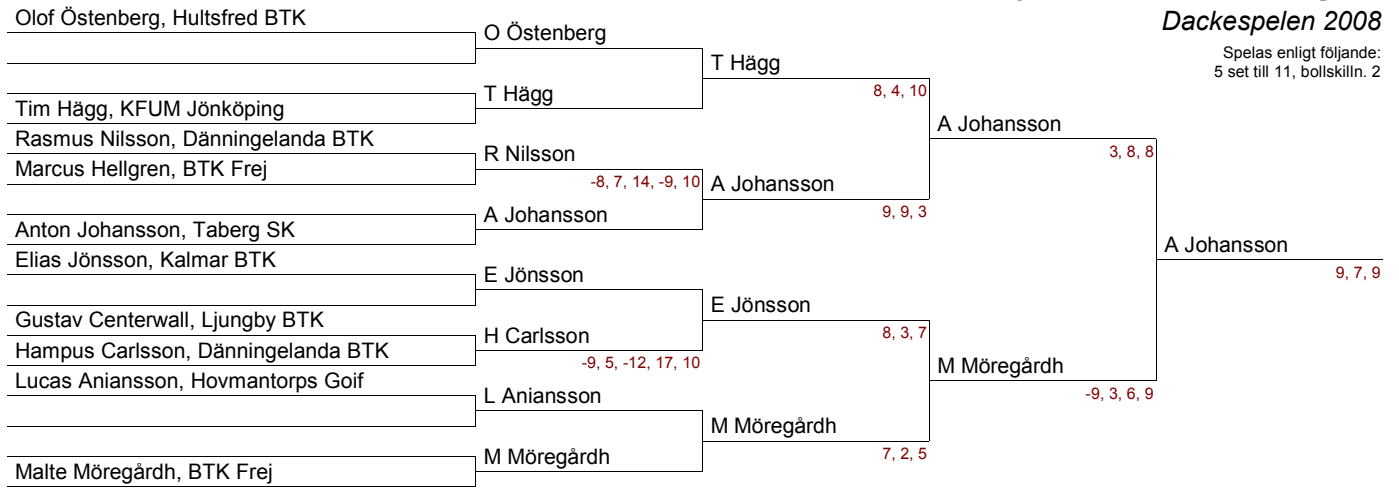 Dackespelen 2008
Spelas enligt följande:
5 set till 11, bollskilln. 2
Olof Östenberg, Hultsfred BTK
Tim Hägg, KFUM Jönköping
Rasmus Nilsson, Dänningelanda BTK
Marcus Hellgren, BTK Frej
Anton Johansson, Taberg SK
Elias Jönsson, Kalmar BTK
Gustav Centerwall, Ljungby BTK
Hampus Carlsson, Dänningelanda BTK
Lucas Aniansson, Hovmantorps Goif
Malte Möregårdh, BTK Frej
O Östenberg
T Hägg
R Nilsson
-8, 7, 14, -9, 10
A Johansson
E Jönsson
H Carlsson
-9, 5, -12, 17, 10
L Aniansson
M Möregårdh
T Hägg
8, 4, 10
A Johansson
9, 9, 3
E Jönsson
8, 3, 7
M Möregårdh
7, 2, 5
A Johansson
3, 8, 8
M Möregårdh
-9, 3, 6, 9
A Johansson
9, 7, 9